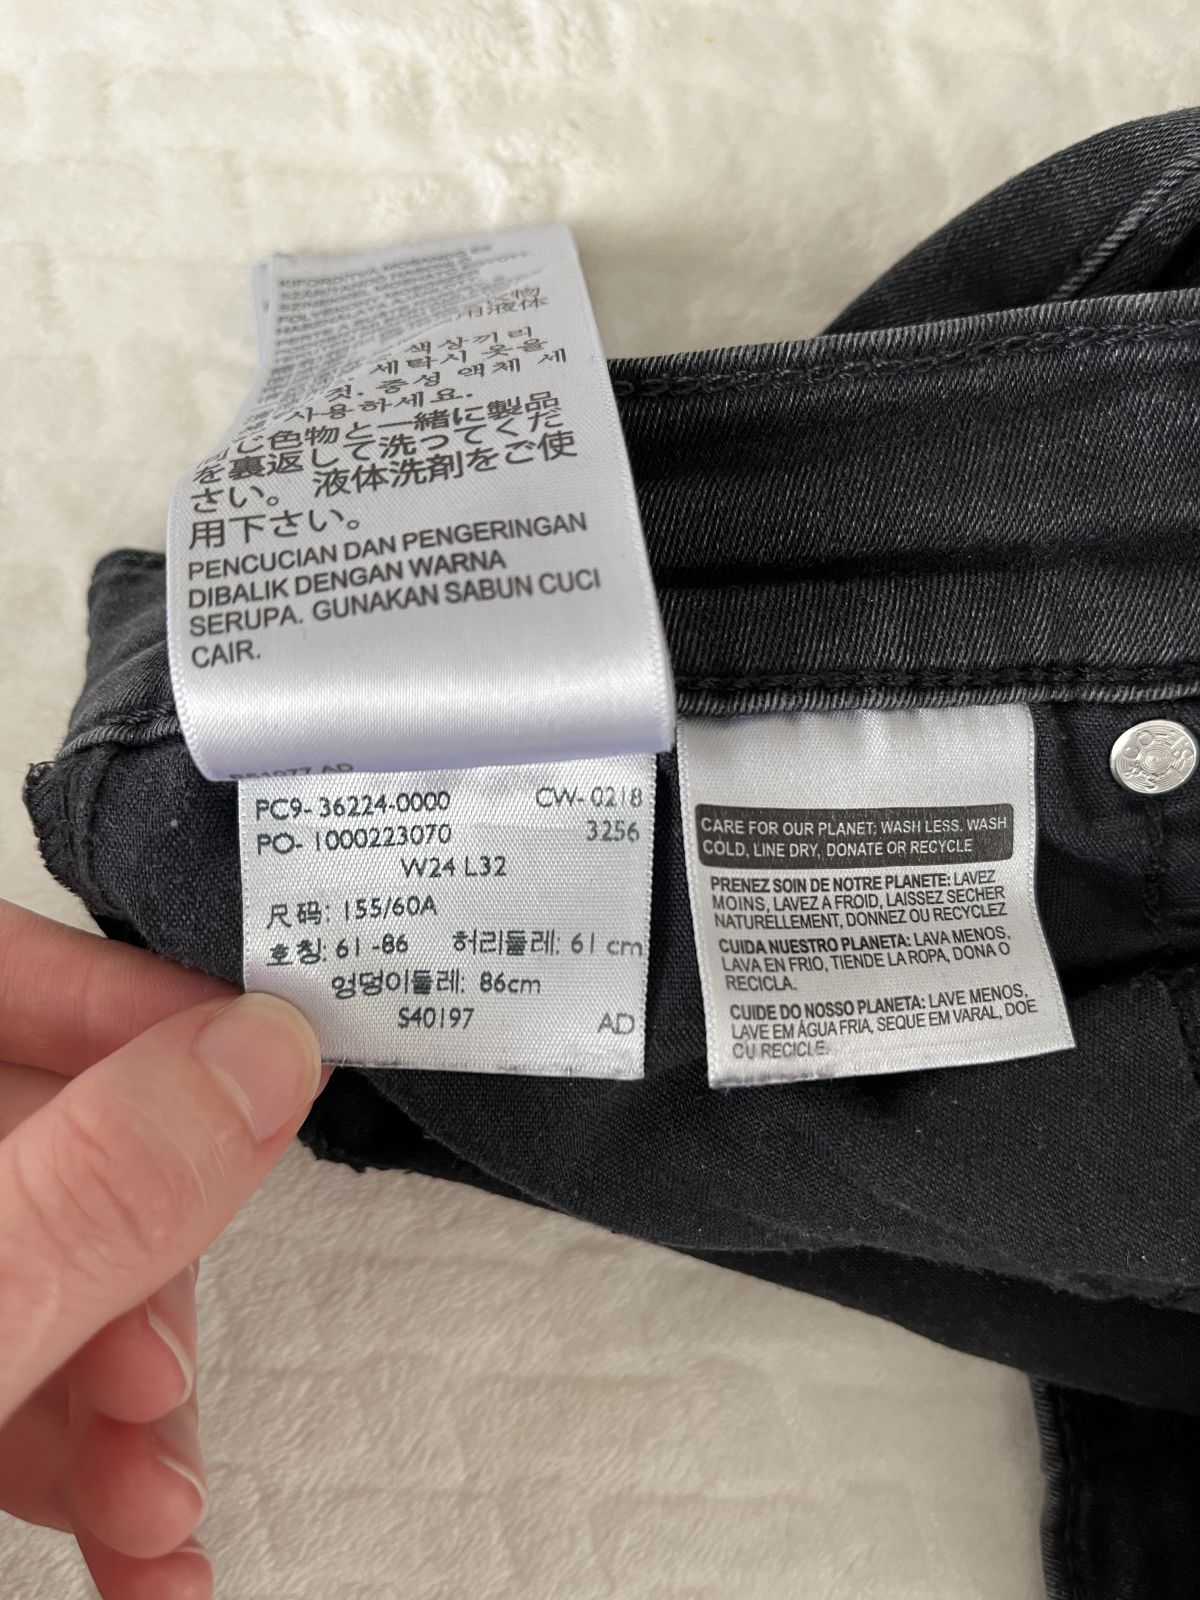 색상끼리
세탁시 옷을
것. 중성 액체 세
사용하세요.
色物と一緒に製品
を裏返して洗ってくだ
さい。 液体洗剤をご使
用下さい。
PENCUCIAN DAN PENGERINGAN
DIBALIK DENGAN WARNA
SERUPA. GUNAKAN SABUN CUCI
CAIR.
PC9- 36224-0000 CW- 0218
PO- 1000223070 3256
W24 L32
尺码: 155/60A
호칭: 61 -86 허리둘레: 61 cm
엉덩이둘레: 86cm
S40197 AD
CARE FOR OUR PLANET: WASH LESS. WASH
COLD, LINE DRY, DONATE OR RECYCLE
PRENEZ SOIN DE NOTRE PLANETE: LAVEZ
MOINS, LAVEZ A FROID, LAISSEZ SECHER
NATURELLEMENT, DONNEZ OU RECYCLEZ
CUIDA NUESTRO PLANETA: LAVA MENOS,
LAVA EN FRIO, TIENDE LA ROPA, DONA O
RECICLA.
CUIDE DO NOSSO PLANETA: LAVE MENOS,
LAVE EM ÁGUA FRIA, SEQUE EM VARAL, DOE
OU RECICLE.